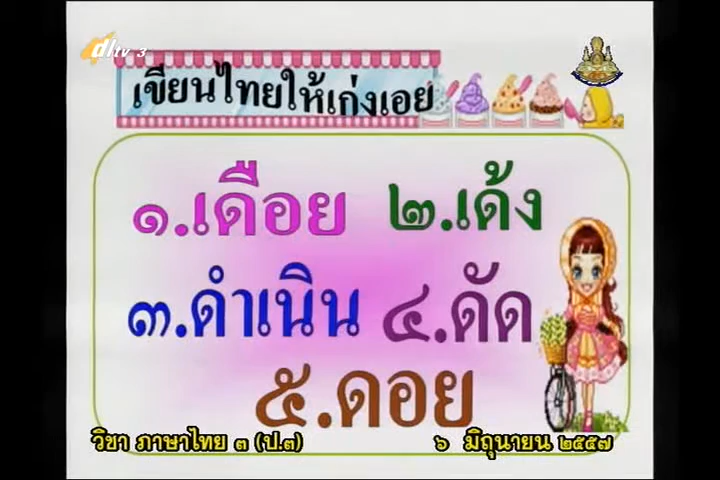 dltv 3
เขียนไทยให้เก่งเอย
๑.เดือย ๒.เด้ง
๓.ดำเนิน ๔.ดัด
๕.ดอย
วิชา ภาษาไทย ๓ (ป.๓) ๖ มิถุนายน ๒๕๕๗